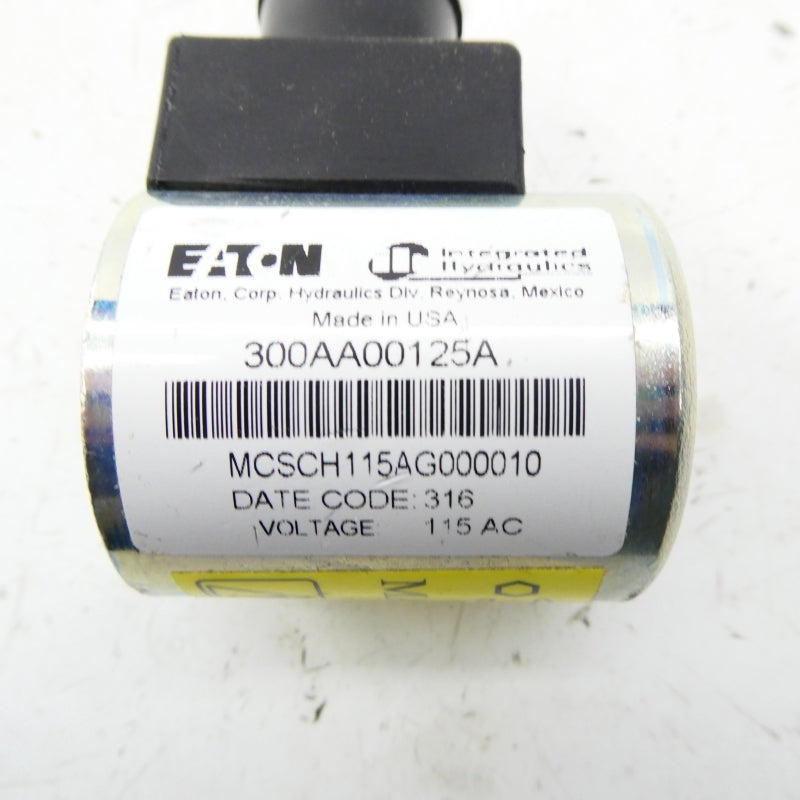 EATON Integrated Hydraulics
Eaton, Corp. Hydraulics Div. Reynosa, Mexico
Made in USA
300AA00125A
MCSCH115AG000010
DATE CODE: 316
VOLTAGE: 115 AC